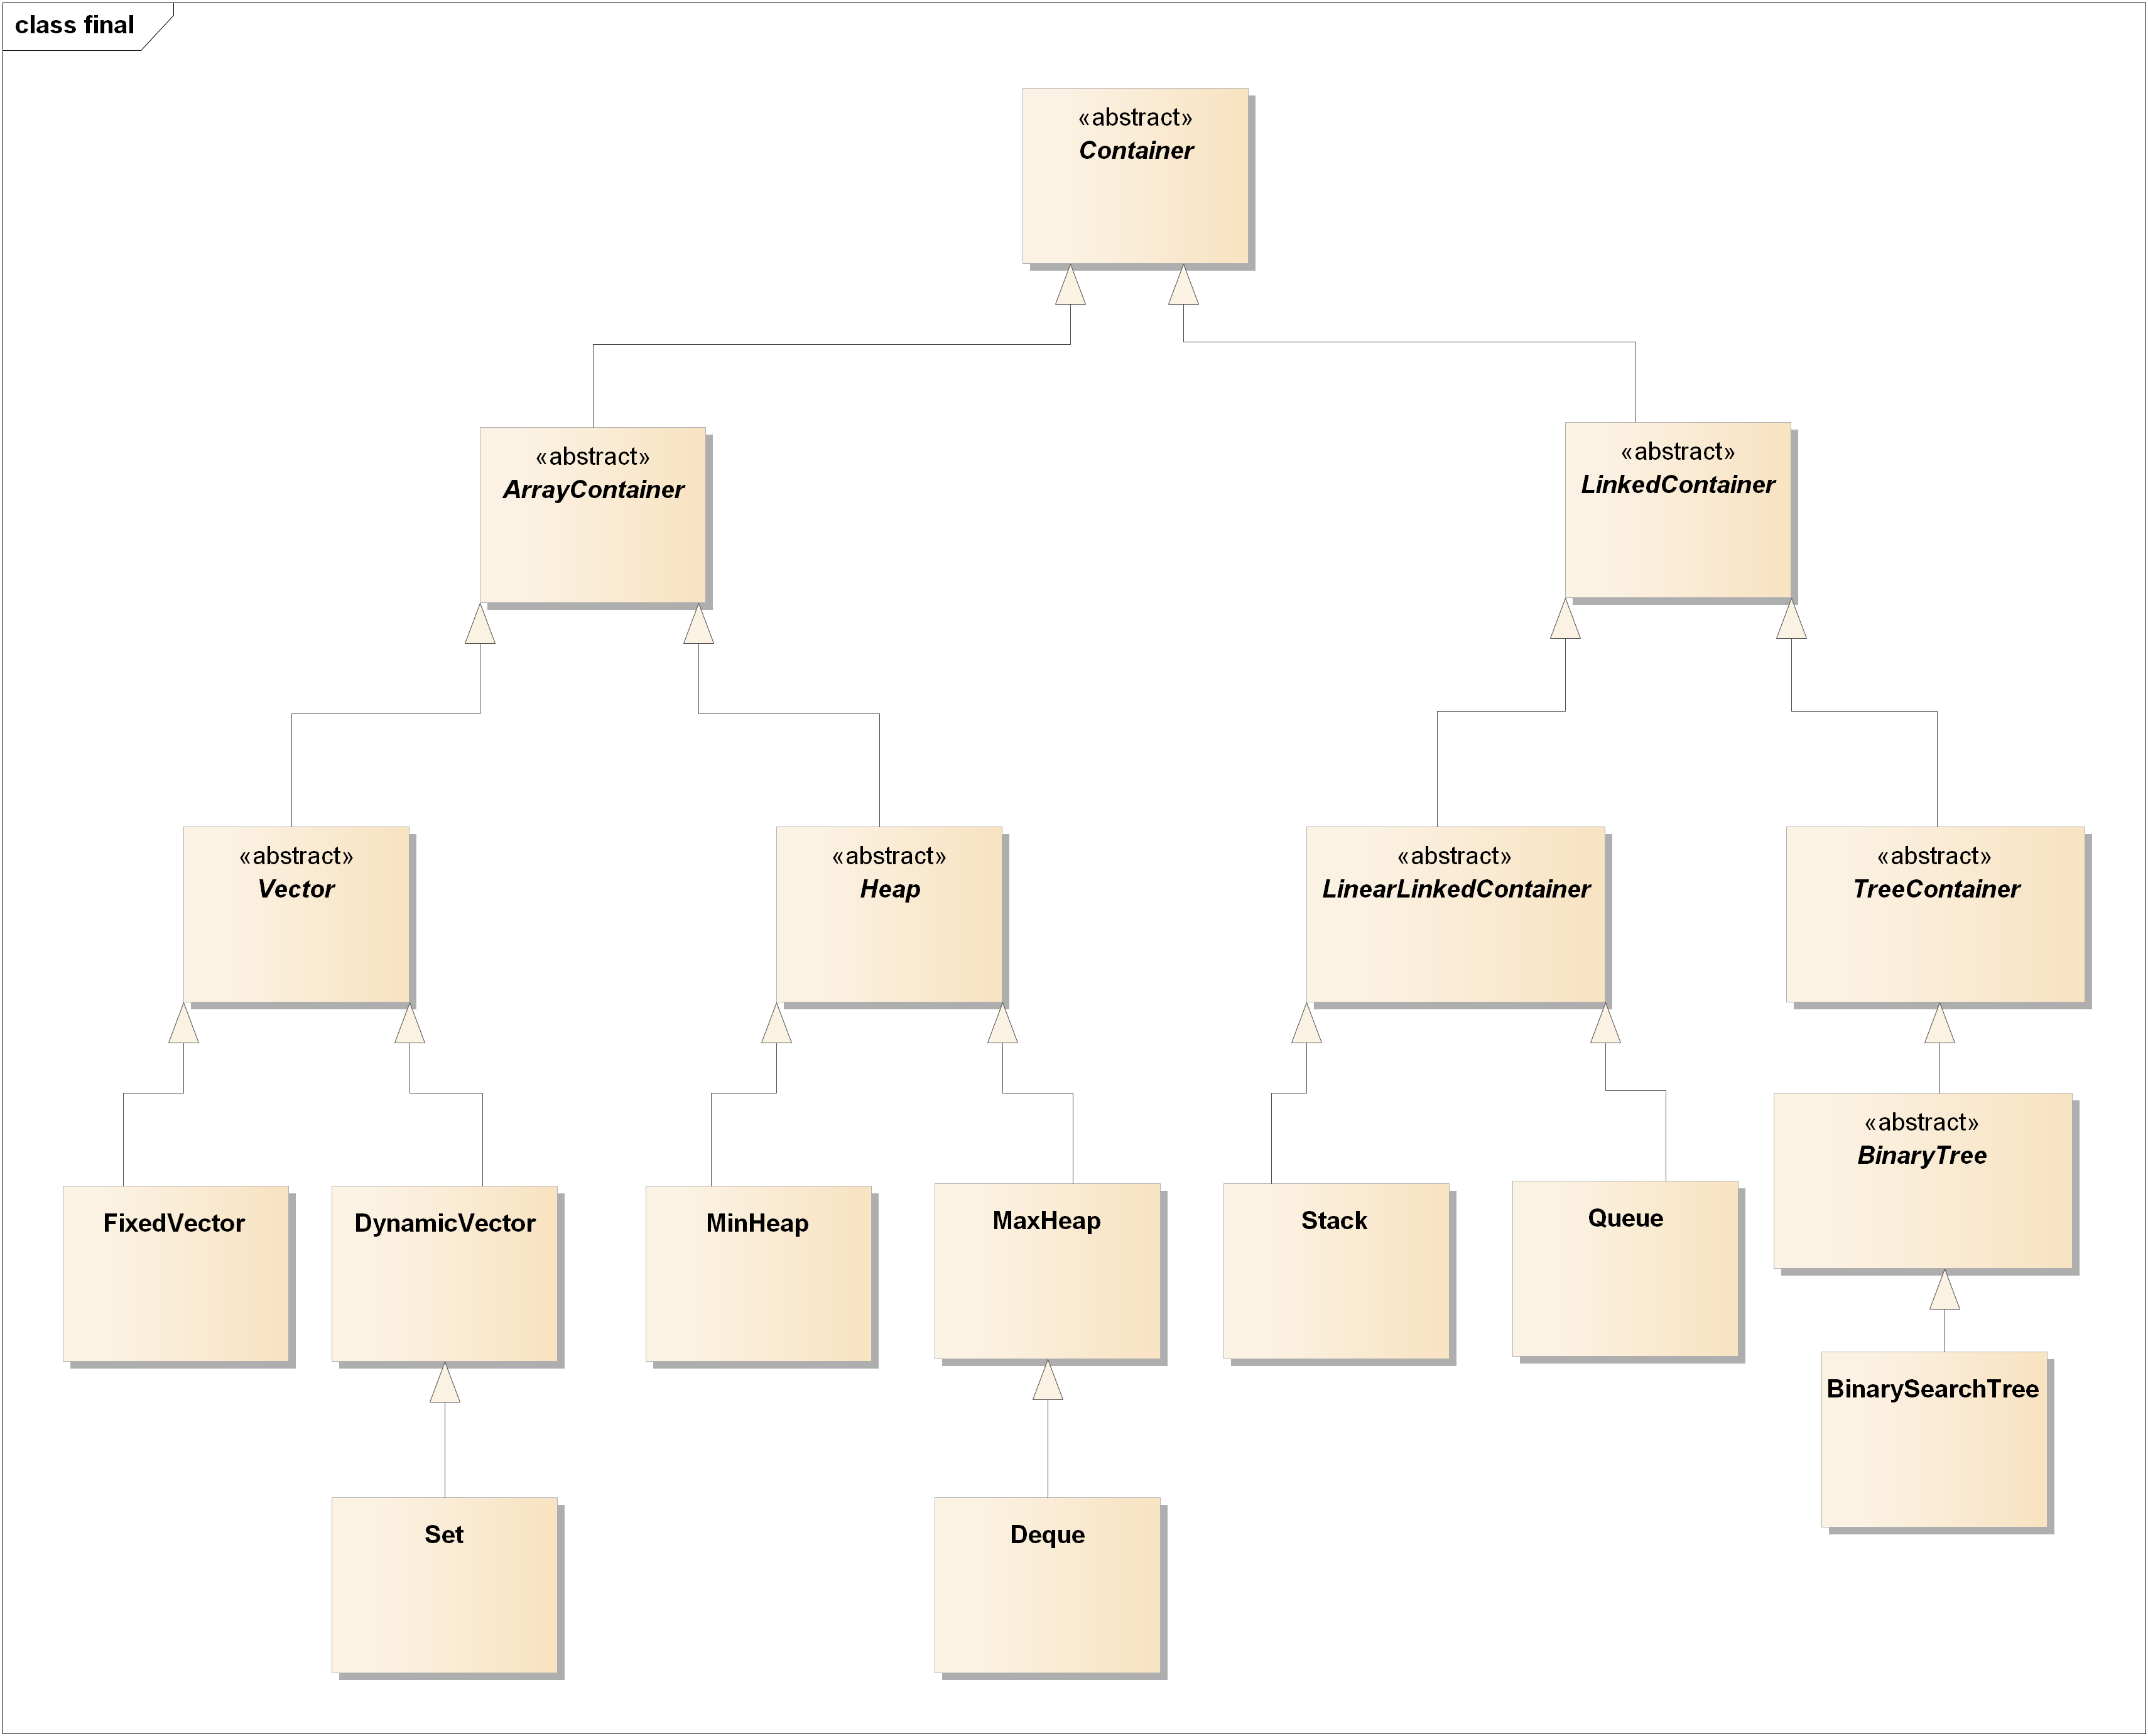 class final
«abstract»
Container
«abstract»
ArrayContainer
«abstract»
LinkedContainer
«abstract»
Vector
«abstract»
Heap
«abstract»
LinearLinkedContainer
«abstract»
TreeContainer
«abstract»
BinaryTree
FixedVector
DynamicVector
MinHeap
MaxHeap
Stack
Queue
BinarySearchTree
Set
Deque